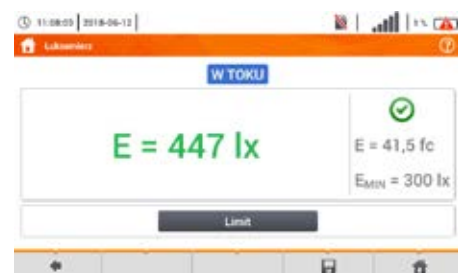 11:08:03 2018-06-12
Luksomierz
W TOKU
E = 447 lx
E = 41,5 fc
EMIN = 300 lx
Limit